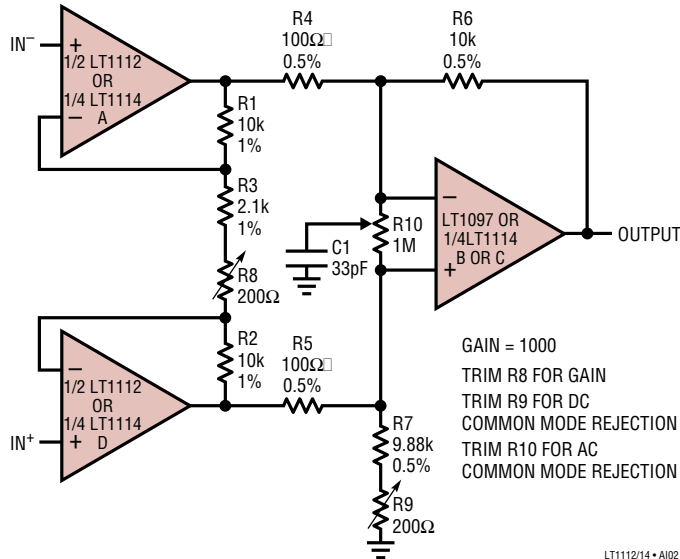 R4
100Ω
0.5%
R6
10k
0.5%
IN⁻
+
1/2 LT1112
OR
1/4 LT1114
−
A
R1
10k
1%
R3
2.1k
1%
R8
200Ω
C1
33pF
R10
1M
−
LT1097 OR
1/4LT1114
B OR C
+
OUTPUT
−
1/2 LT1112
OR
1/4 LT1114
+
D
IN⁺
R2
10k
1%
R5
100Ω
0.5%
R7
9.88k
0.5%
R9
200Ω
GAIN = 1000
TRIM R8 FOR GAIN
TRIM R9 FOR DC
COMMON MODE REJECTION
TRIM R10 FOR AC
COMMON MODE REJECTION
LT1112/14 • AI02